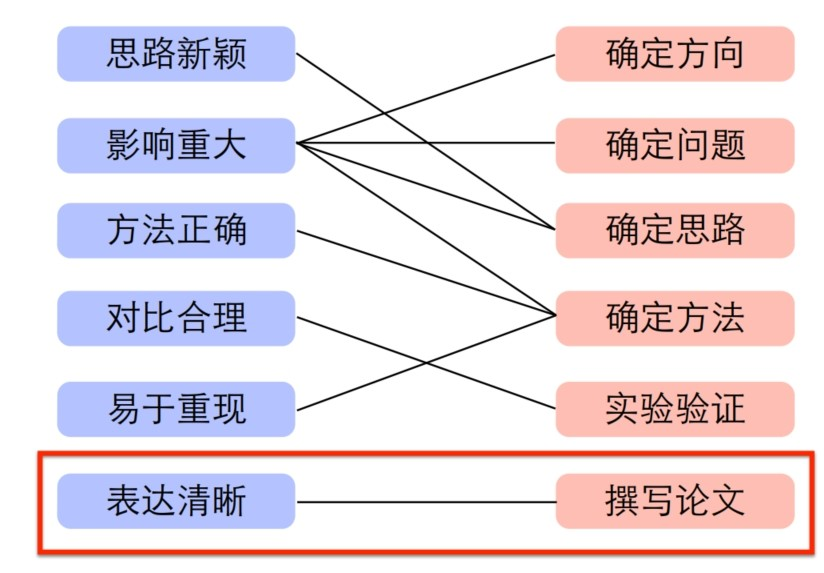 思路新颖
确定方向
影响重大
确定问题
方法正确
确定思路
对比合理
确定方法
易于重现
实验验证
表达清晰
撰写论文